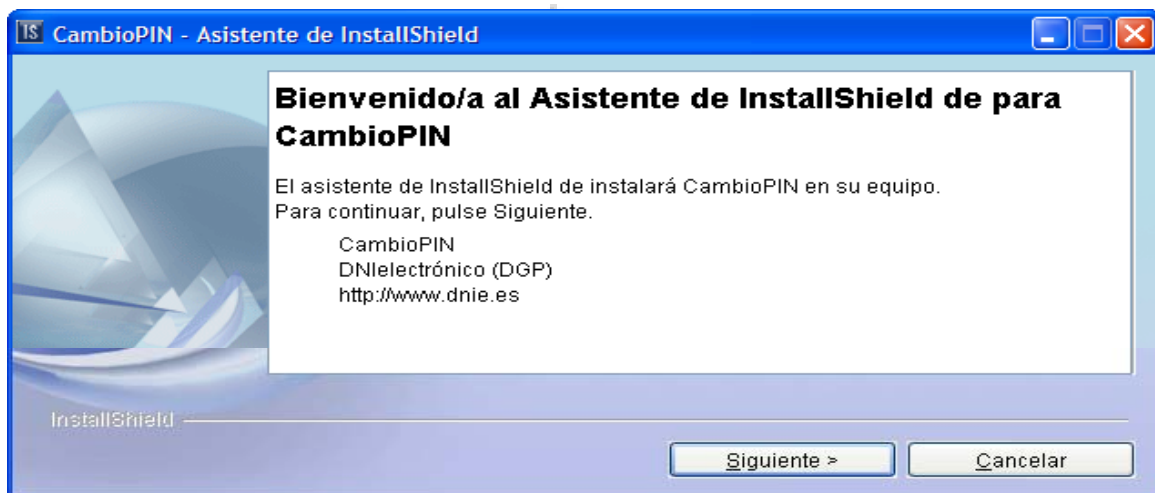 IS CambioPIN - Asistente de InstallShield
Bienvenido/a al Asistente de InstallShield de para
CambioPIN
El asistente de InstallShield de instalará CambioPIN en su equipo.
Para continuar, pulse Siguiente.
CambioPIN
DNIelectrónico (DGP)
http://www.dnie.es
InstallShield
Siguiente >
Cancelar